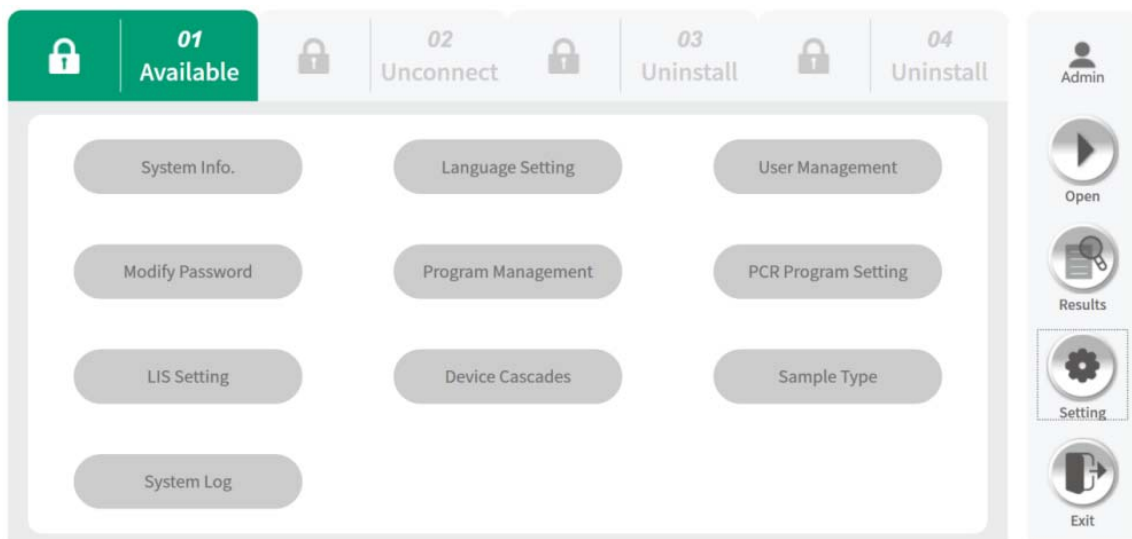 01
Available
02
Unconnect
03
Uninstall
04
Uninstall
Admin
System Info.
Language Setting
User Management
Open
Modify Password
Program Management
PCR Program Setting
Results
LIS Setting
Device Cascades
Sample Type
Setting
System Log
Exit